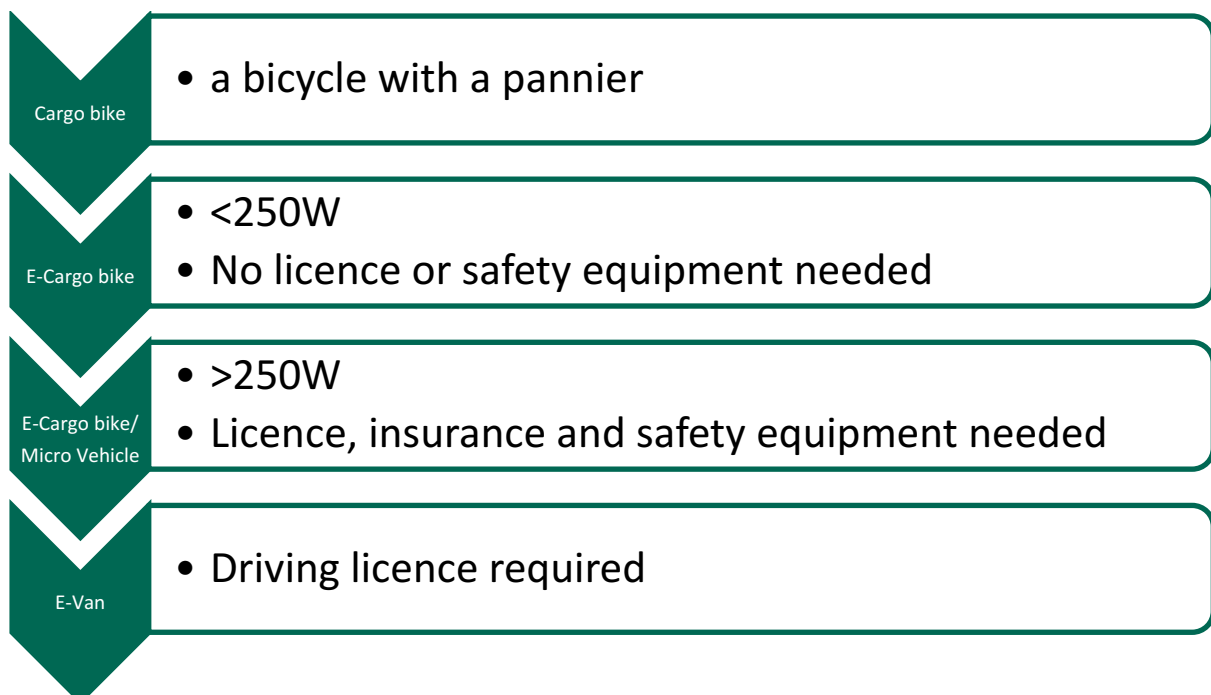 Cargo bike
• a bicycle with a pannier
E-Cargo bike
• <250W
• No licence or safety equipment needed
E-Cargo bike/
Micro Vehicle
• >250W
• Licence, insurance and safety equipment needed
E-Van
• Driving licence required